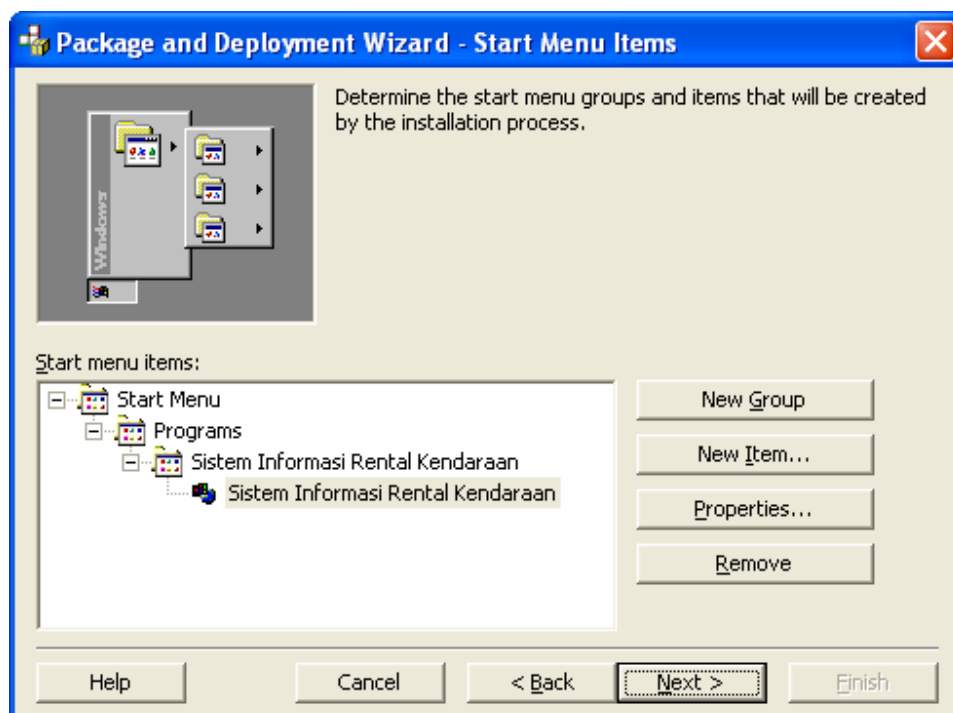 Package and Deployment Wizard - Start Menu Items
Determine the start menu groups and items that will be created
by the installation process.
Windows
Start menu items:
Start Menu
Programs
Sistem Informasi Rental Kendaraan
Sistem Informasi Rental Kendaraan
New Group
New Item...
Properties...
Remove
Help
Cancel
< Back
Next >
Finish